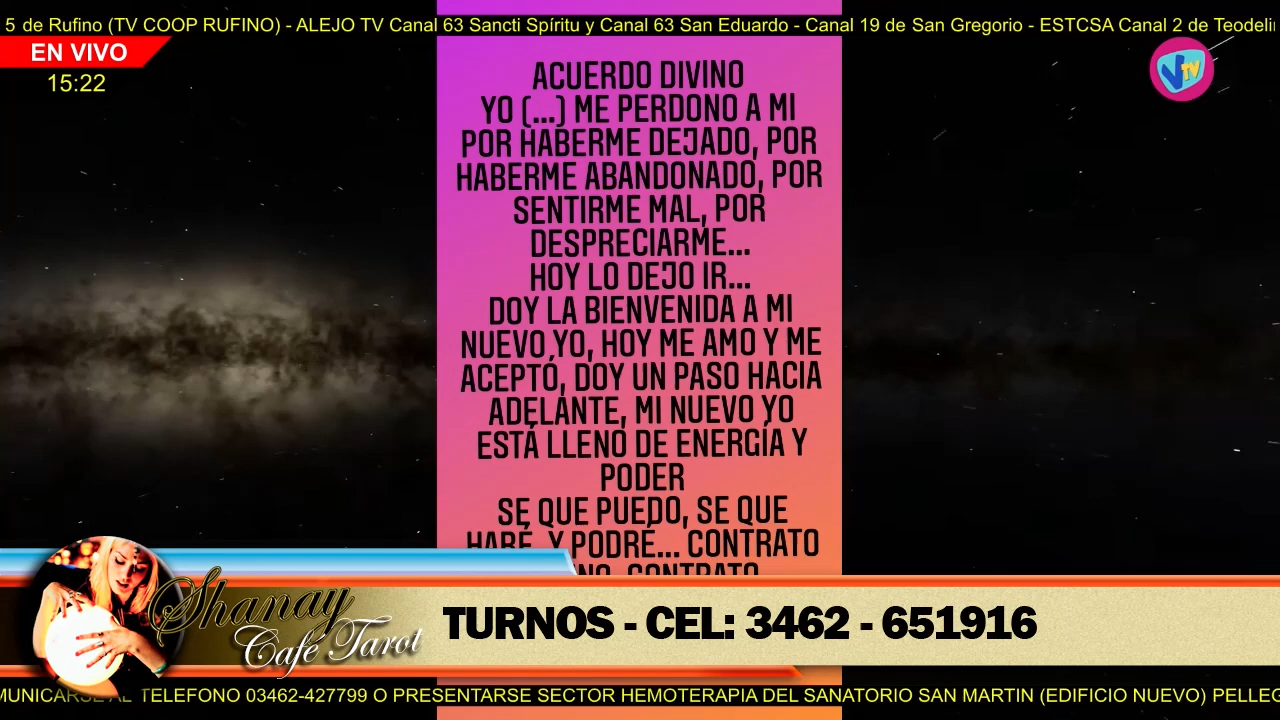 5 de Rufino (TV COOP RUFINO) - ALEJO TV Canal 63 Sancti Spíritu y Canal 63 San Eduardo - Canal 19 de San Gregorio - ESTCSA Canal 2 de Teodeli
EN VIVO
15:22
VTV
ACUERDO DIVINO
YO (...) ME PERDONO A MI
POR HABERME DEJADO, POR
HABERME ABANDONADO, POR
SENTIRME MAL, POR
DESPRECIARME...
HOY LO DEJO IR...
DOY LA BIENVENIDA A MI
NUEVO YO, HOY ME AMO Y ME
ACEPTÓ, DOY UN PASO HACIA
ADELANTE, MI NUEVO YO
ESTÁ LLENO DE ENERGÍA Y
PODER
SE QUE PUEDO, SE QUE
HARÉ, Y PODRÉ... CONTRATO
CONTRATO
Shanay
Cafe Tarot
TURNOS - CEL: 3462 - 651916
MUNICARSE AL TELEFONO 03462-427799 O PRESENTARSE SECTOR HEMOTERAPIA DEL SANATORIO SAN MARTIN (EDIFICIO NUEVO) PELLEG